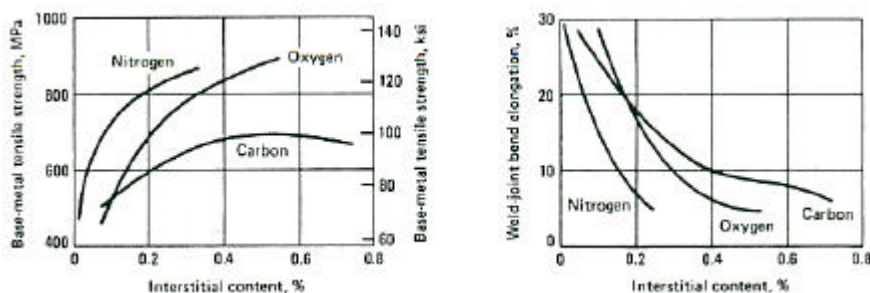 Base-metal tensile strength, MPa
1000
800
600
400
Nitrogen
Oxygen
Carbon
140
120
100
80
60
Base-metal tensile strength, ksi
0
0.2
0.4
0.6
0.8
Interstitial content, %
Weld-joint bend elongation, %
30
20
10
0
Nitrogen
Oxygen
Carbon
0
0.2
0.4
0.6
0.8
Interstitial content, %